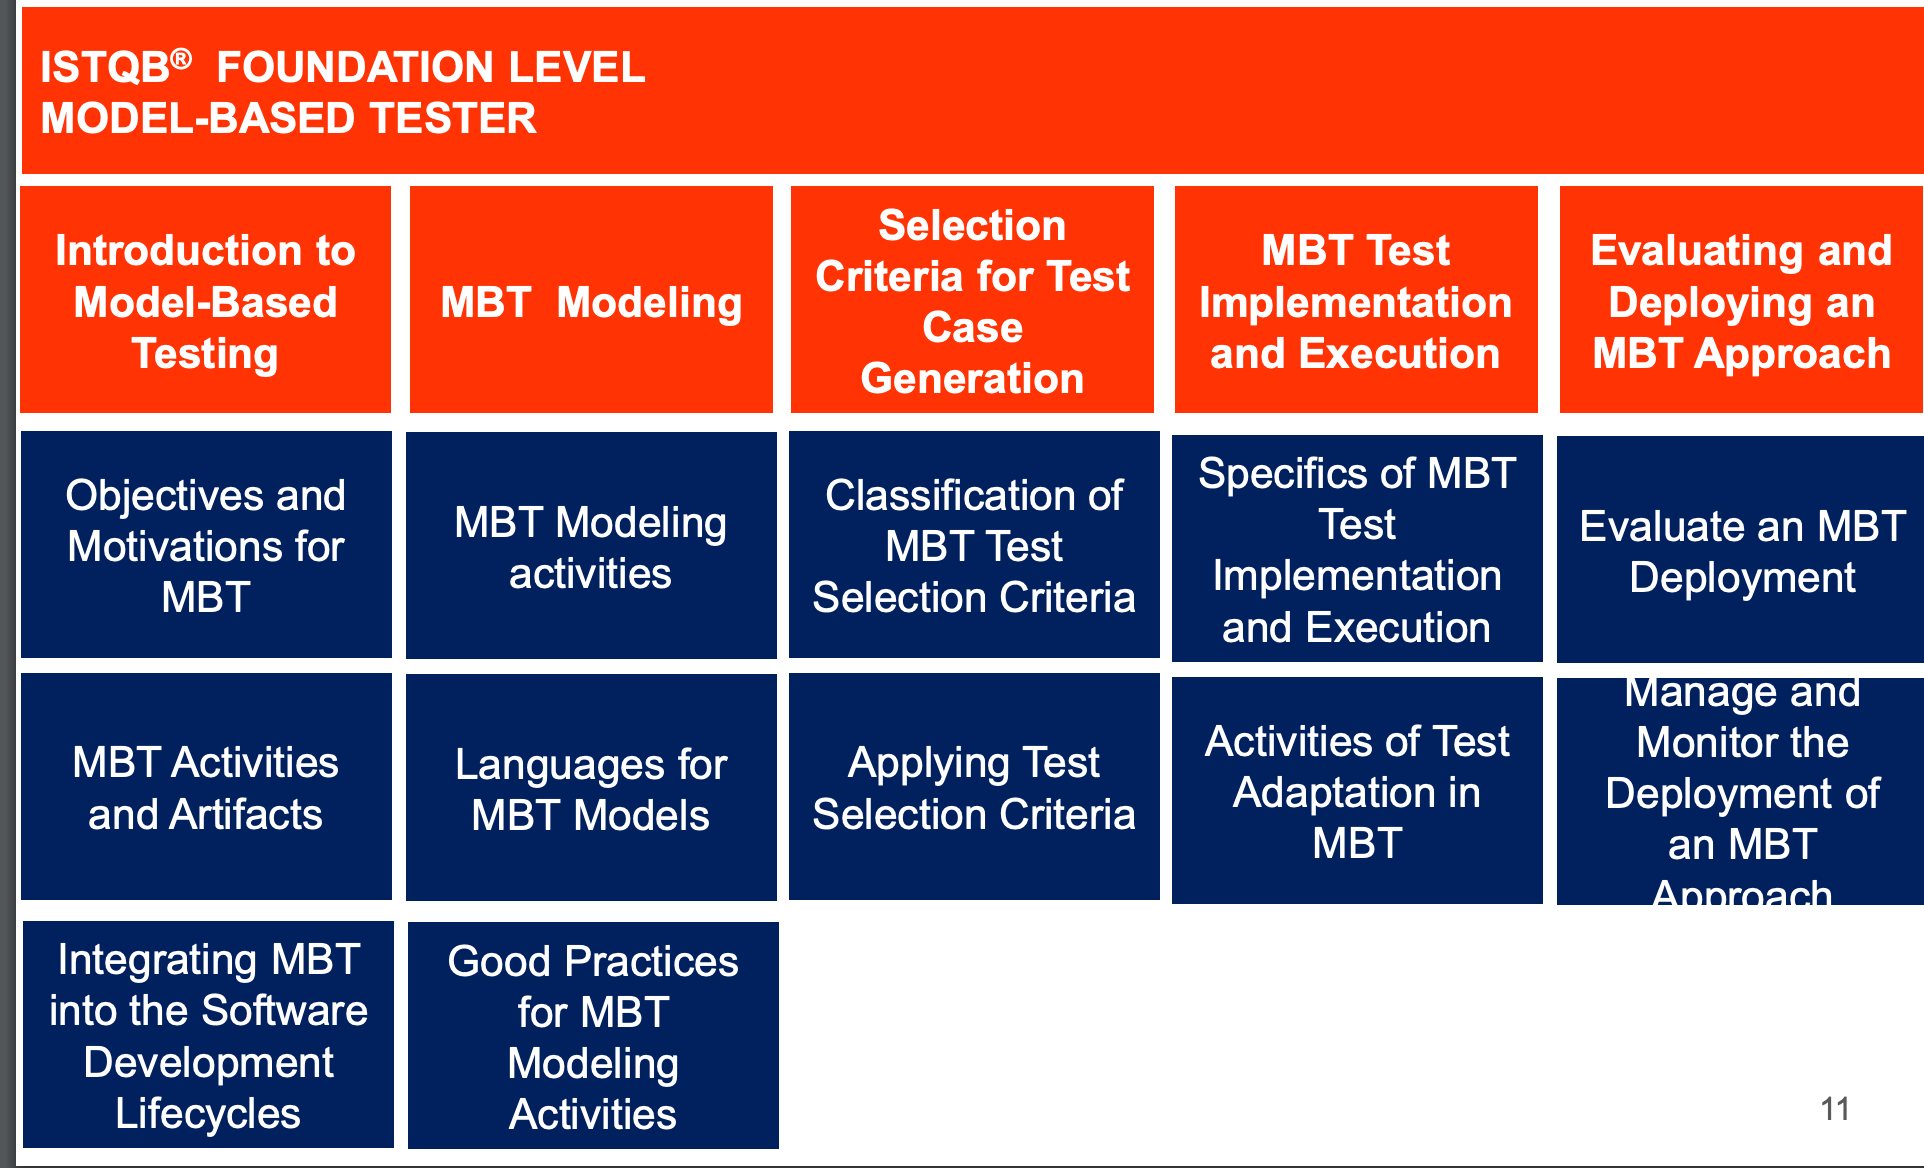 ISTQB® FOUNDATION LEVEL
MODEL-BASED TESTER
Introduction to
Model-Based
Testing
MBT Modeling
Selection
Criteria for Test
Case
Generation
MBT Test
Implementation
and Execution
Evaluating and
Deploying an
MBT Approach
Objectives and
Motivations for
MBT
MBT Modeling
activities
Classification of
MBT Test
Selection Criteria
Specifics of MBT
Test
Implementation
and Execution
Evaluate an MBT
Deployment
MBT Activities
and Artifacts
Languages for
MBT Models
Applying Test
Selection Criteria
Activities of Test
Adaptation in
MBT
Manage and
Monitor the
Deployment of
an MBT
Approach
Integrating MBT
into the Software
Development
Lifecycles
Good Practices
for MBT
Modeling
Activities
11